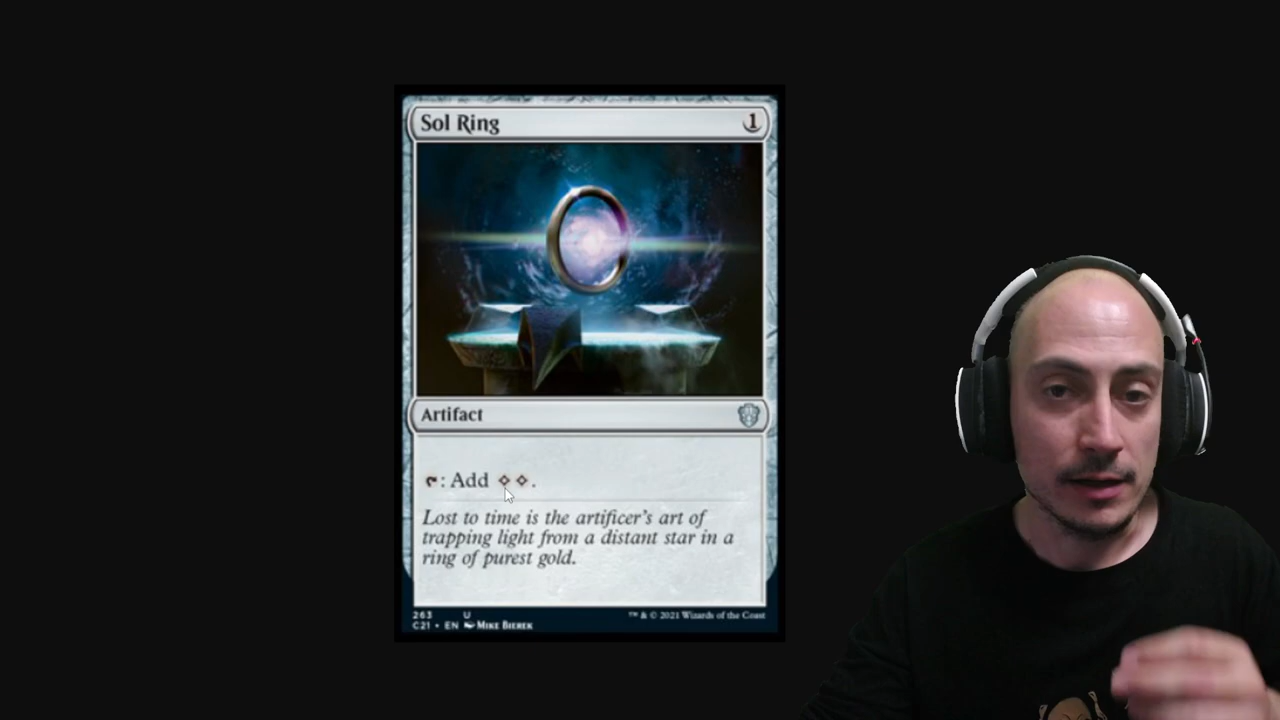 Sol Ring 1
Artifact
: Add .
Lost to time is the artificer's art of
trapping light from a distant star in a
ring of purest gold.
263 U
C21 • EN MIKE BIEREK
™ & © 2021 Wizards of the Coast